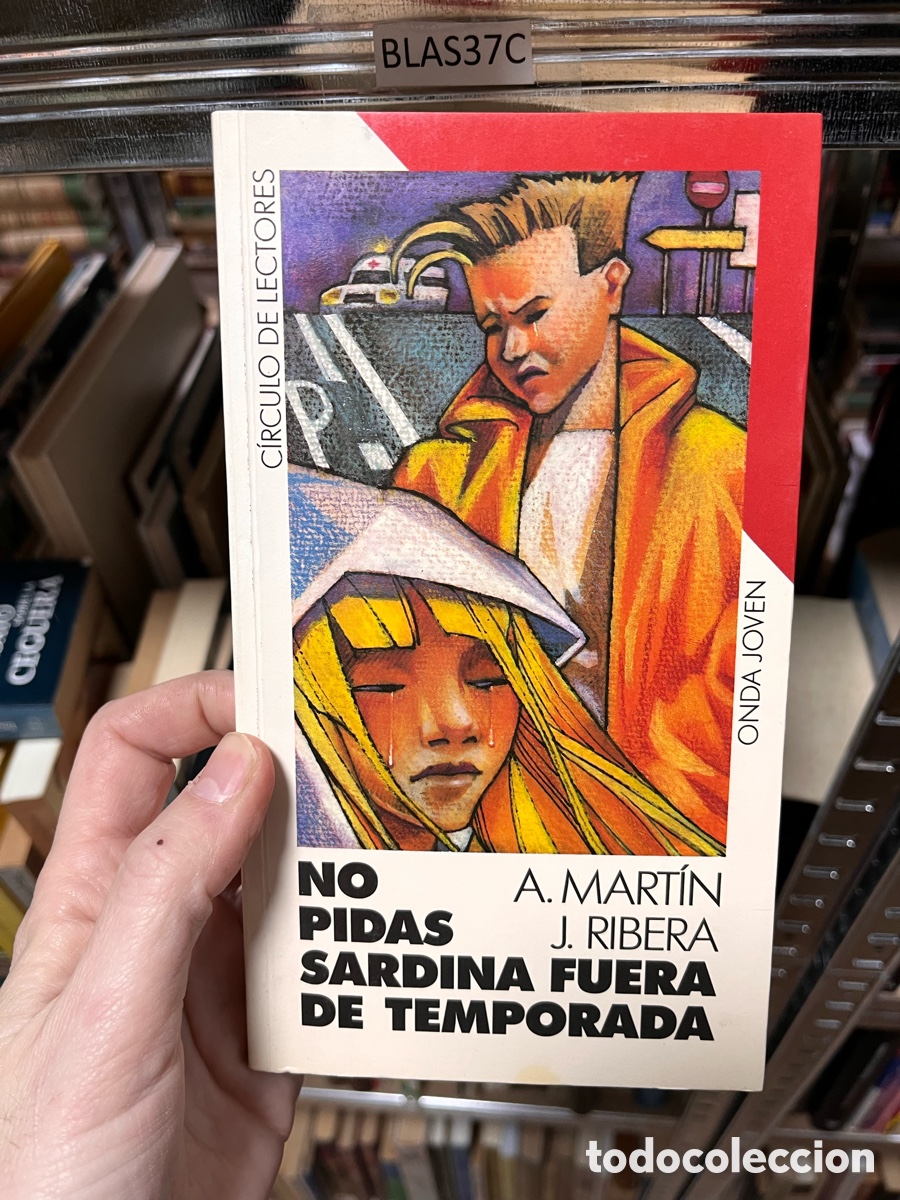 BLAS37C
CÍRCULO DE LECTORES
P
ONDA JOVEN
NO
PIDAS
SARDINA FUERA
DE TEMPORADA
A. MARTÍN
J. RIBERA
todocoleccion